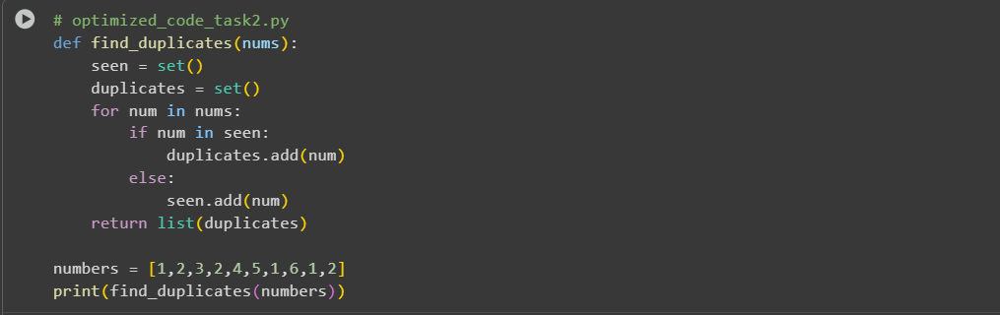 # optimized_code_task2.py
def find_duplicates(nums):
    seen = set()
    duplicates = set()
    for num in nums:
        if num in seen:
            duplicates.add(num)
        else:
            seen.add(num)
    return list(duplicates)

numbers = [1,2,3,2,4,5,1,6,1,2]
print(find_duplicates(numbers))